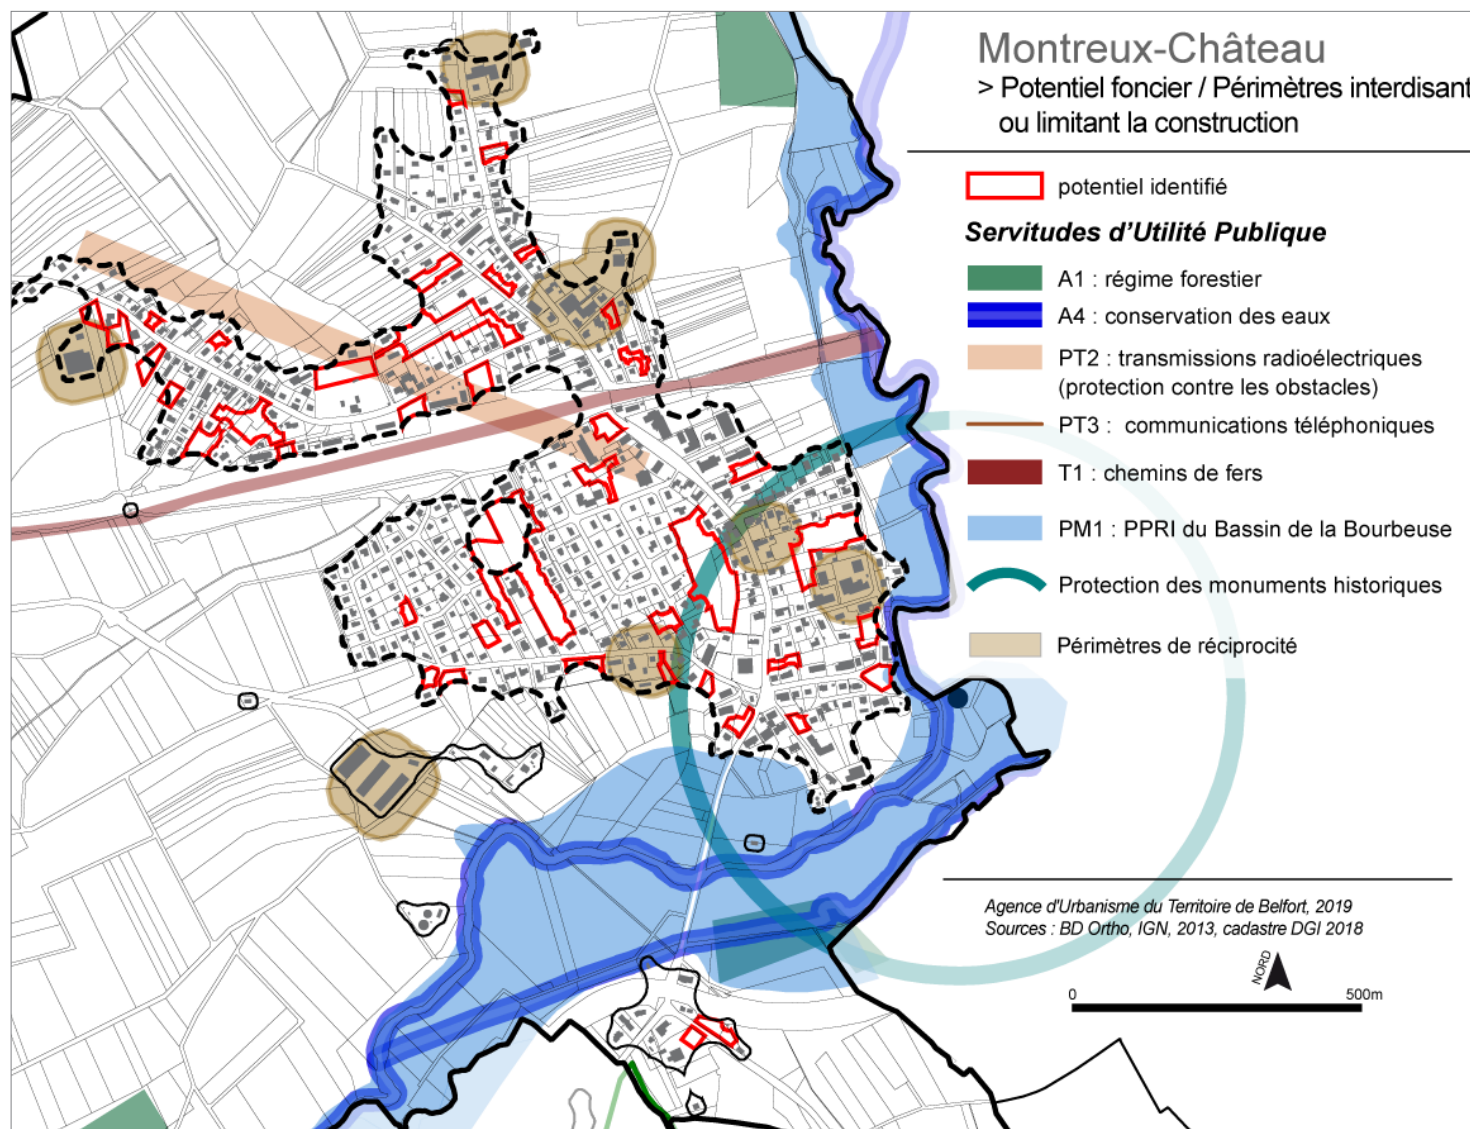 Montreux-Château
> Potentiel foncier / Périmètres interdisant
ou limitant la construction
potentiel identifié
Servitudes d'Utilité Publique
A1 : régime forestier
A4 : conservation des eaux
PT2 : transmissions radioélectriques
(protection contre les obstacles)
PT3 : communications téléphoniques
T1 : chemins de fers
PM1 : PPRI du Bassin de la Bourbeuse
Protection des monuments historiques
Périmètres de réciprocité
Agence d'Urbanisme du Territoire de Belfort, 2019
Sources : BD Ortho, IGN, 2013, cadastre DGI 2018
NORD
0 500m